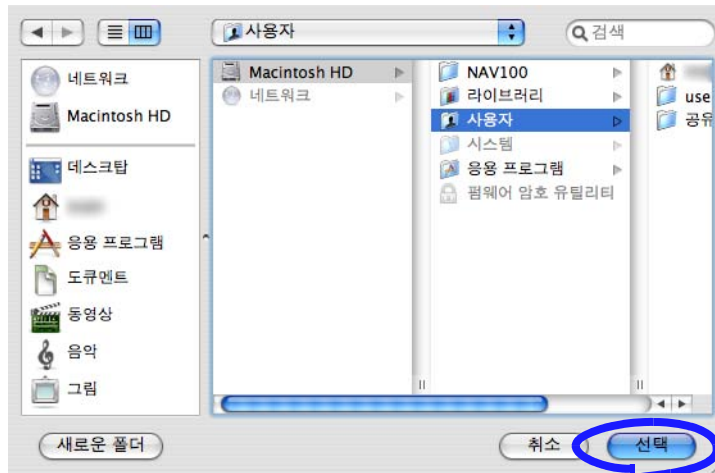 사용자
검색
네트워크
Macintosh HD
데스크탑
응용 프로그램
도큐멘트
동영상
음악
그림
Macintosh HD
네트워크
NAV100
라이브러리
사용자
시스템
응용 프로그램
펌웨어 암호 유틸리티
use
공유
새로운 폴더
취소
선택